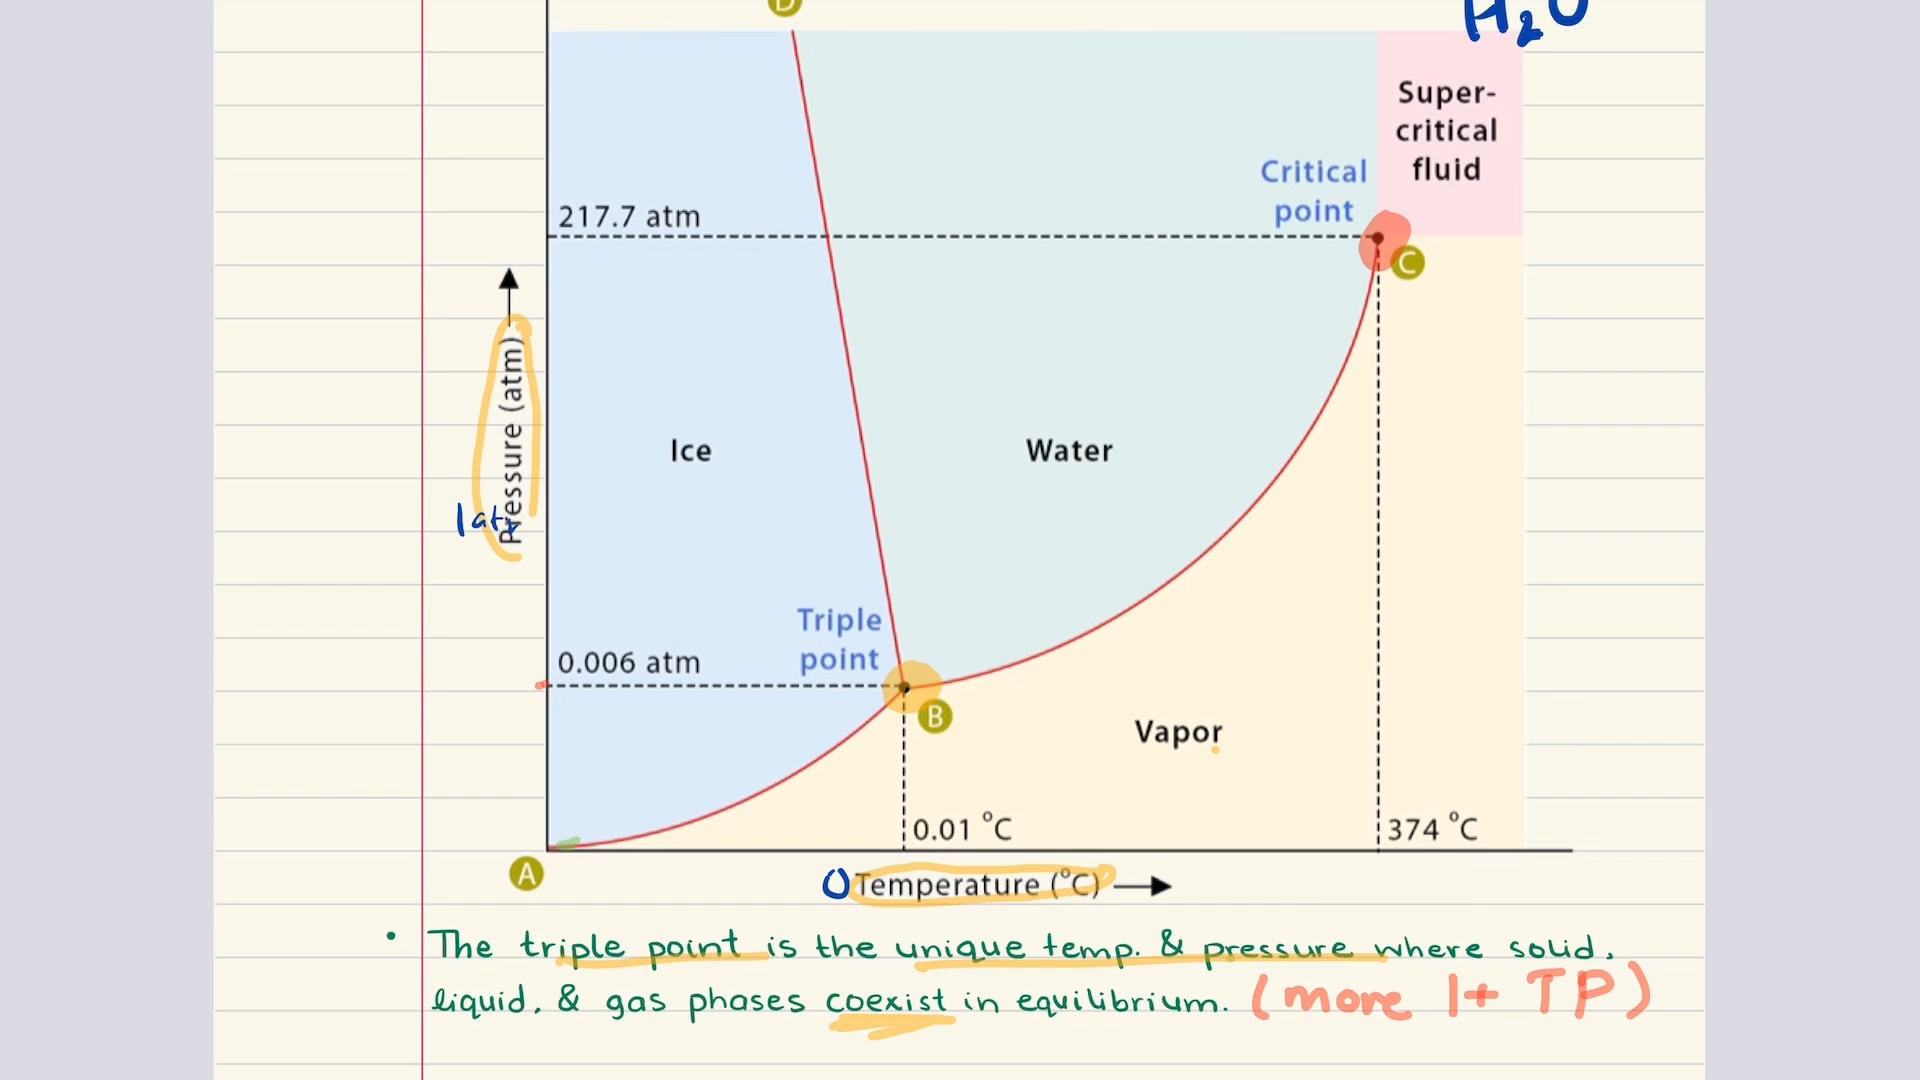 D
H₂O
Super-
critical
fluid
Critical
point
217.7 atm
C
Pressure (atm)
Ice
Water
1 at
Triple
point
0.006 atm
B
Vapor
0.01 °C
374 °C
A
0 Temperature (°C)
• The triple point is the unique temp. & pressure where solid,
liquid, & gas phases coexist in equilibrium. (more 1+ TP)